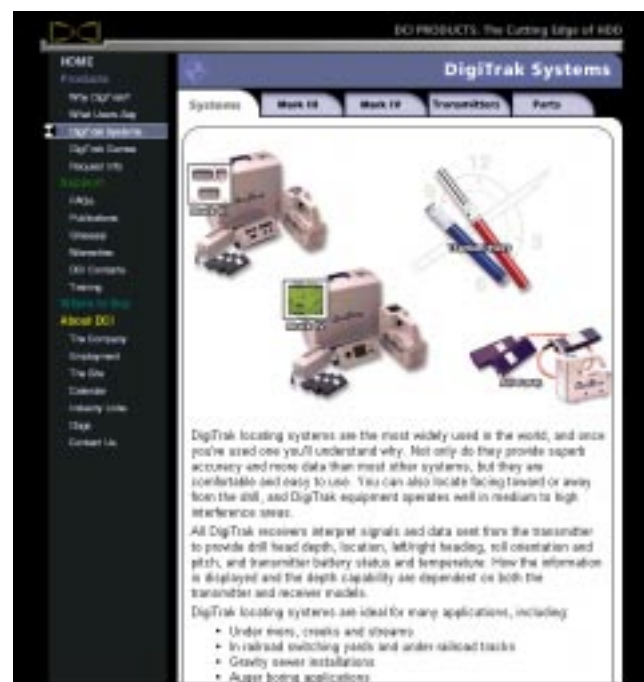 DCI PRODUCTS. The Cutting Edge of HDD
HOME
Products
Why DigiTrak?
What Users Say
DigiTrak Systems
DigiTrak Games
Request Info
Support
FAQs
Publications
Glossary
Warranties
DCI Contacts
Training
Where to Buy
About DCI
The Company
Employment
The Site
Calendar
Industry Links
Contact Us
DigiTrak Systems
Systems
Mark III
Mark IV
Transmitters
Parts
12
3
6
9
DigiTrak locating systems are the most widely used in the world, and once
you've used one you'll understand why. Not only do they provide superb
accuracy and more data than most other systems, but they are
comfortable and easy to use. You can also locate facing toward or away
from the drill, and DigiTrak equipment operates well in medium to high
interference areas.
All DigiTrak receivers interpret signals and data sent from the transmitter
to provide drill head depth, location, left/right heading, roll orientation and
pitch, and transmitter battery status and temperature. How the information
is displayed and the depth capability are dependent on both the
transmitter and receiver models.
DigiTrak locating systems are ideal for many applications, including:
• Under rivers, creeks and streams
• In railroad switching yards and under railroad tracks
• Gravity sewer installations
• Auger boring applications